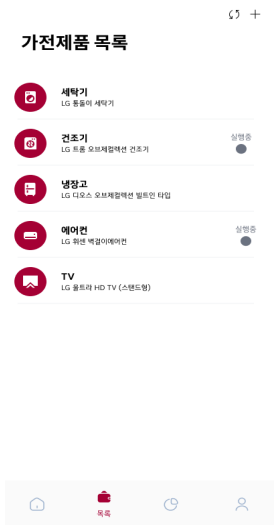 가전제품 목록
세탁기
LG 통돌이 세탁기
건조기
LG 트롬 오브제컬렉션 건조기
실행중
냉장고
LG 디오스 오브제컬렉션 빌트인 타입
에어컨
LG 휘센 벽걸이에어컨
실행중
TV
LG 울트라 HD TV (스탠드형)
목록